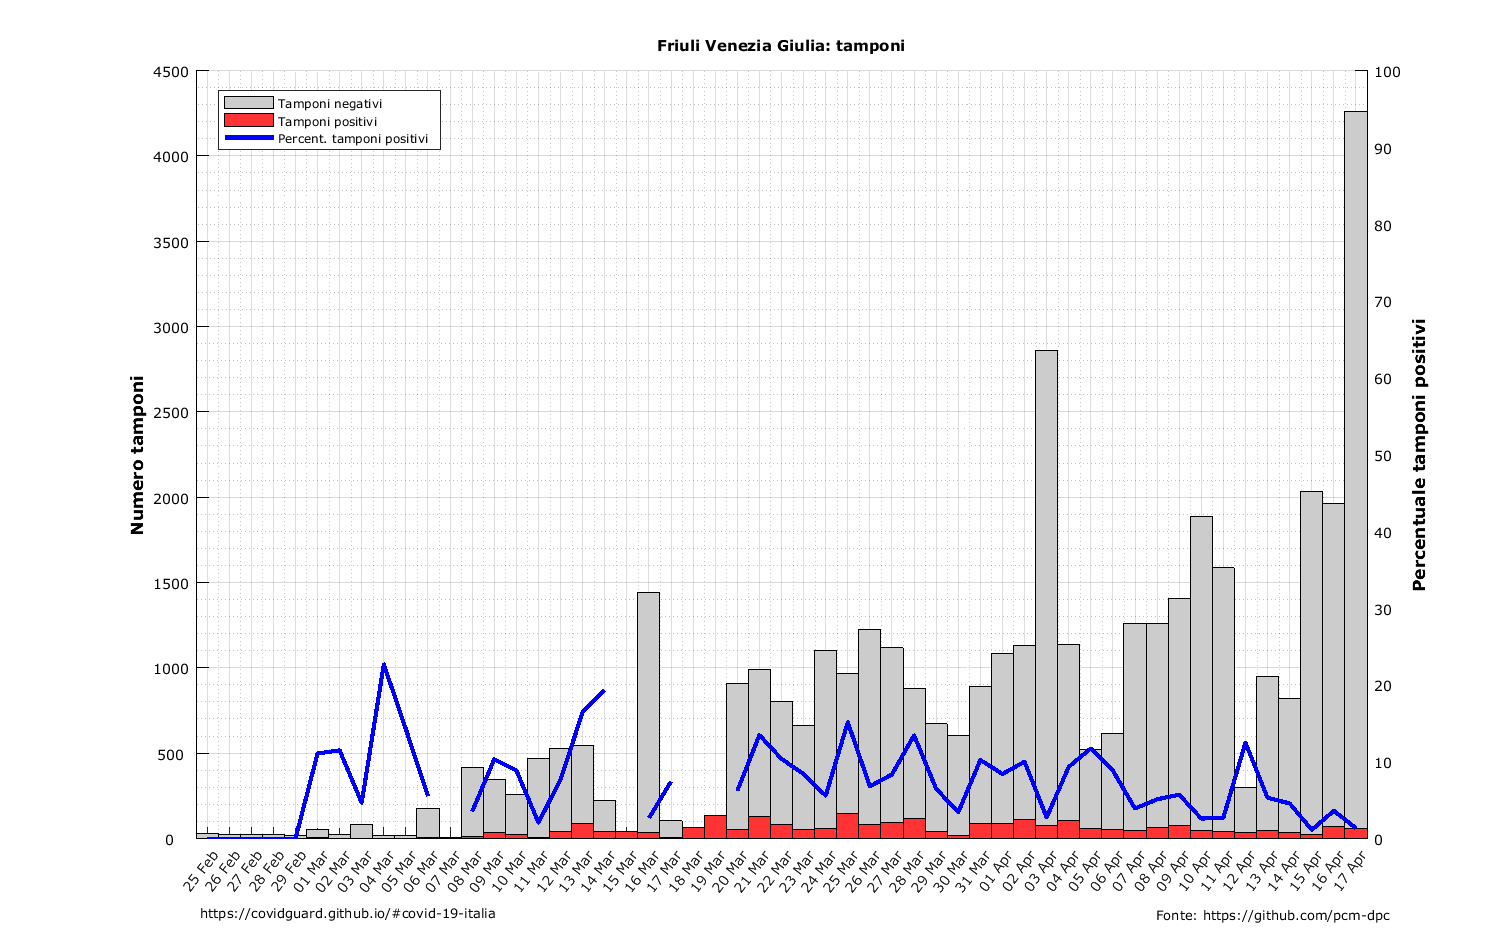 Friuli Venezia Giulia: tamponi
Tamponi negativi
Tamponi positivi
Percent. tamponi positivi
Numero tamponi
4500
4000
3500
3000
2500
2000
1500
1000
500
0
100
90
80
70
60
50
40
30
20
10
0
Percentuale tamponi positivi
25 Feb
26 Feb
27 Feb
28 Feb
29 Feb
01 Mar
02 Mar
03 Mar
04 Mar
05 Mar
06 Mar
07 Mar
08 Mar
09 Mar
10 Mar
11 Mar
12 Mar
13 Mar
14 Mar
15 Mar
16 Mar
17 Mar
18 Mar
19 Mar
20 Mar
21 Mar
22 Mar
23 Mar
24 Mar
25 Mar
26 Mar
27 Mar
28 Mar
29 Mar
30 Mar
31 Mar
01 Apr
02 Apr
03 Apr
04 Apr
05 Apr
06 Apr
07 Apr
08 Apr
09 Apr
10 Apr
11 Apr
12 Apr
13 Apr
14 Apr
15 Apr
16 Apr
17 Apr
https://covidguard.github.io/#covid-19-italia
Fonte: https://github.com/pcm-dpc